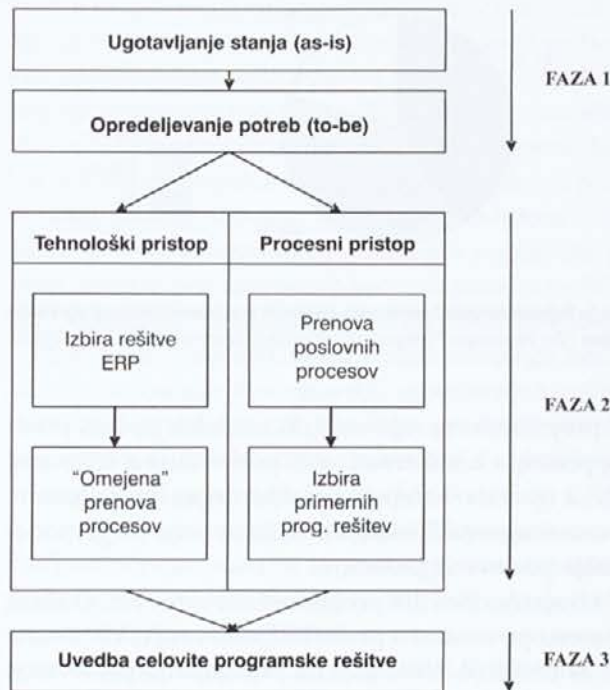 Ugotavljanje stanja (as-is)
FAZA 1
Opredeljevanje potreb (to-be)
Tehnološki pristop
Procesni pristop
Izbira rešitve
ERP
Prenova
poslovnih
procesov
FAZA 2
“Omejena”
prenova
procesov
Izbira
primernih
prog. rešitev
Uvedba celovite programske rešitve
FAZA 3